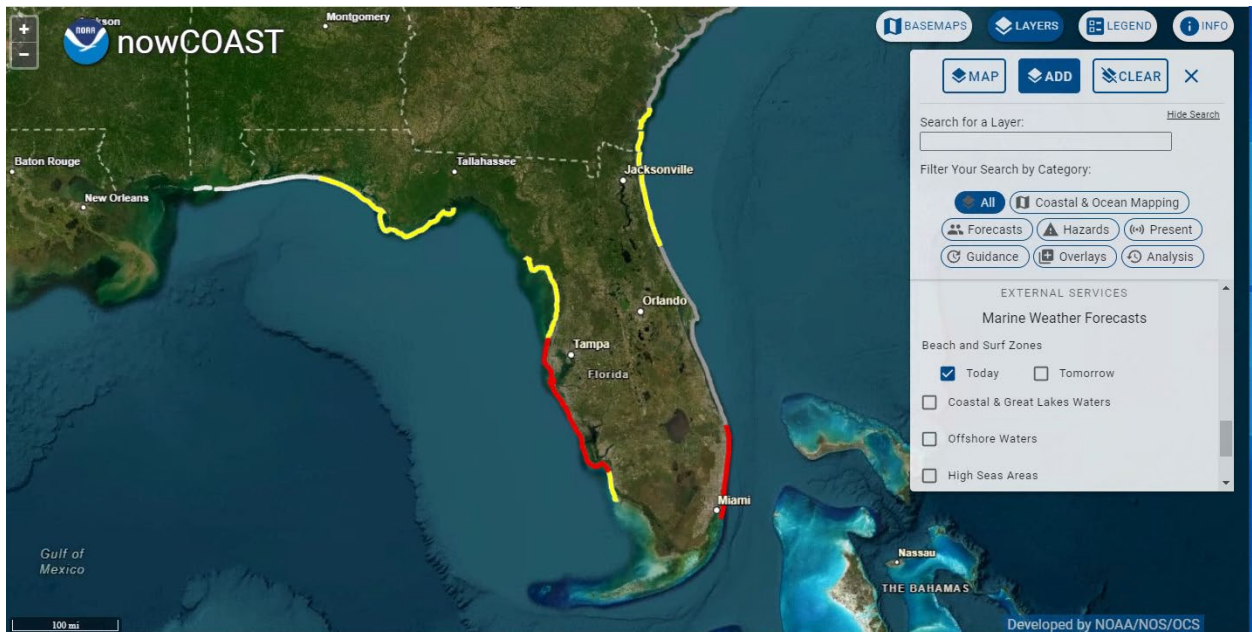 +
−
NOAA
nowCOAST
BASEMAPS
LAYERS
LEGEND
INFO
MAP
ADD
CLEAR
Hide Search
Search for a Layer:
Filter Your Search by Category:
All
Coastal & Ocean Mapping
Forecasts
Hazards
Present
Guidance
Overlays
Analysis
EXTERNAL SERVICES
Marine Weather Forecasts
Beach and Surf Zones
Today
Tomorrow
Coastal & Great Lakes Waters
Offshore Waters
High Seas Areas
Montgomery
Baton Rouge
New Orleans
Tallahassee
Jacksonville
Orlando
Tampa
Florida
Miami
Gulf of
Mexico
Nassau
THE BAHAMAS
100 mi
Developed by NOAA/NOS/OCS